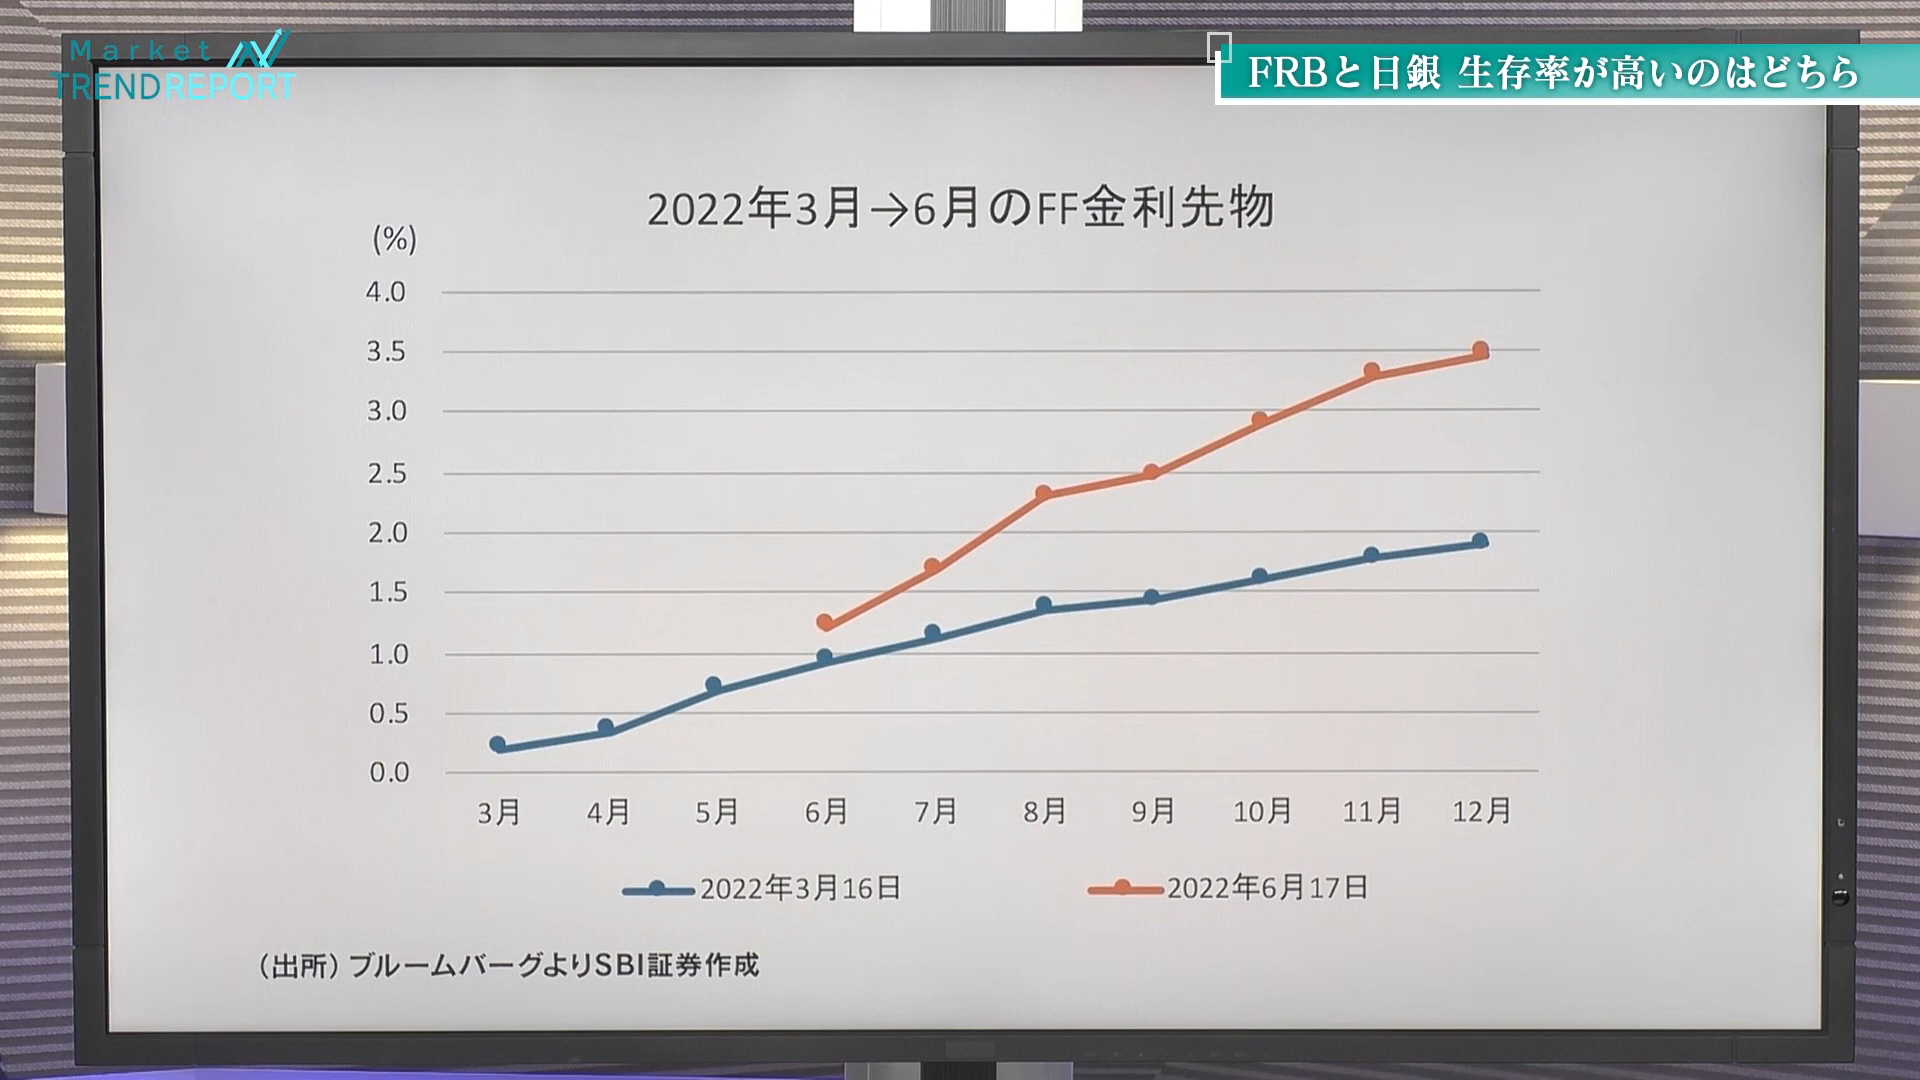 Market
TRENDREPORT
FRBと日銀 生存率が高いのはどちら
2022年3月→6月のFF金利先物
(%)
4.0
3.5
3.0
2.5
2.0
1.5
1.0
0.5
0.0
3月 4月 5月 6月 7月 8月 9月 10月 11月 12月
2022年3月16日 2022年6月17日
（出所）ブルームバーグよりSBI証券作成